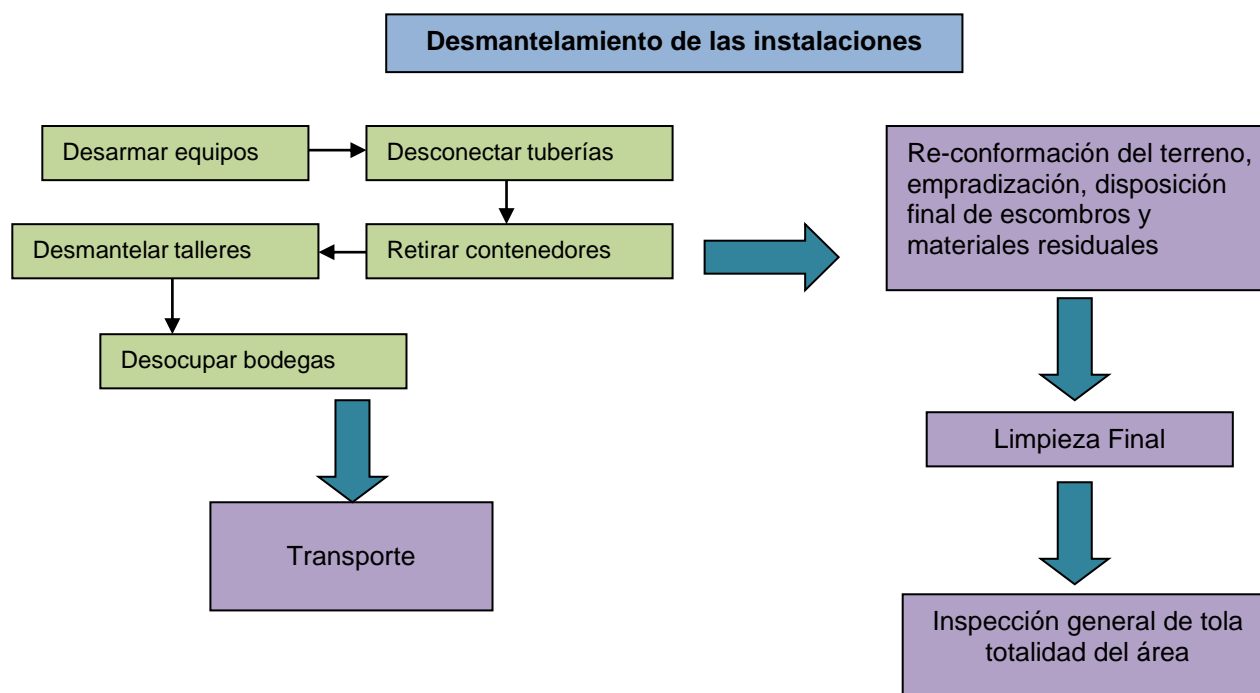 Desmantelamiento de las instalaciones
Desarmar equipos
Desconectar tuberías
Desmantelar talleres
Retirar contenedores
Desocupar bodegas
Transporte
Re-conformación del terreno,
empradización, disposición
final de escombros y
materiales residuales
Limpieza Final
Inspección general de tola
totalidad del área